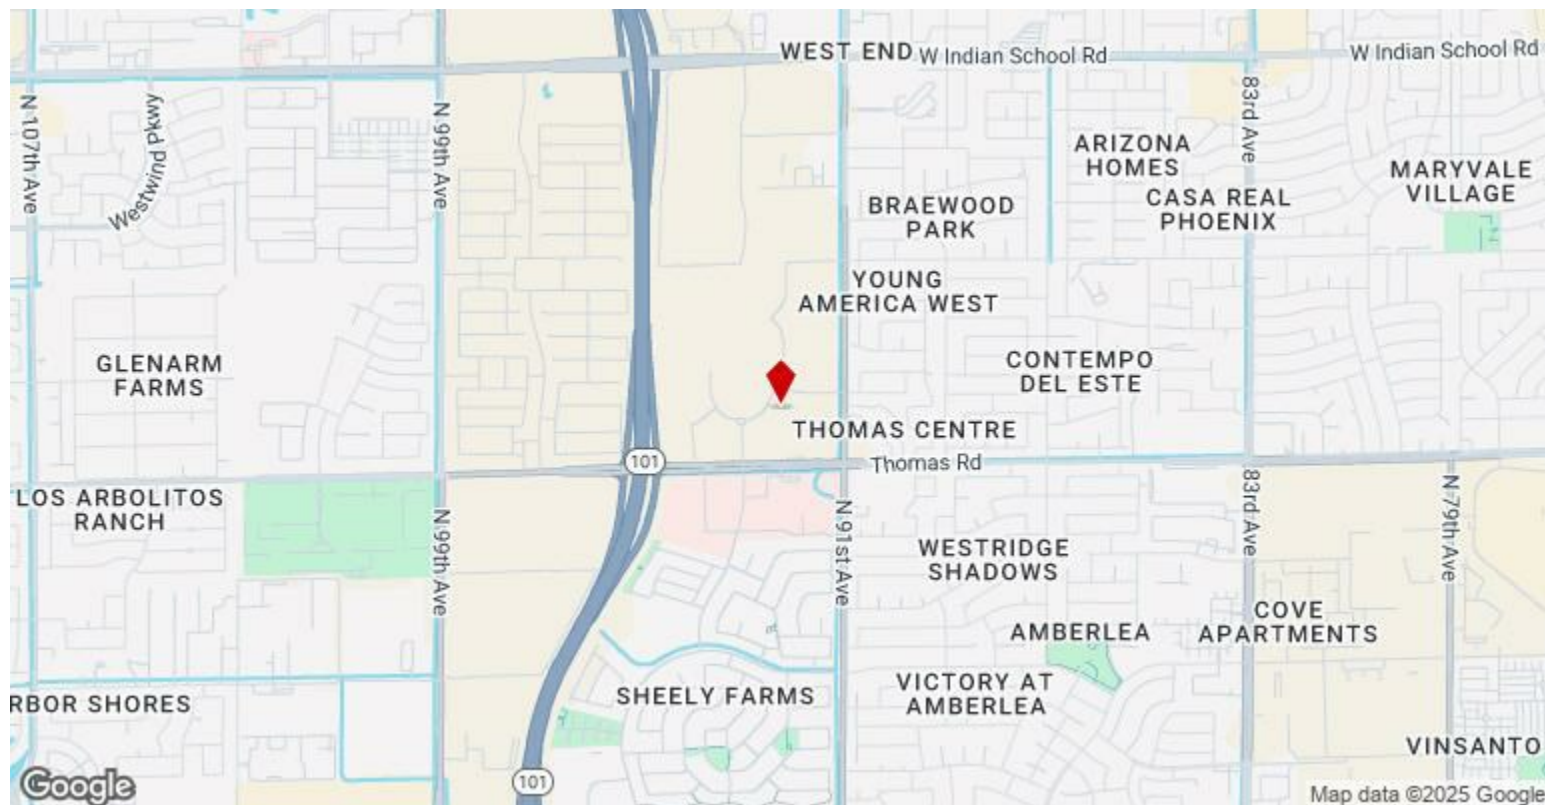 WEST END
W Indian School Rd
W Indian School Rd
N 107th Ave
Westwind Pkwy
N 99th Ave
83rd Ave
ARIZONA
HOMES
MARYVALE
VILLAGE
CASA REAL
PHOENIX
BRAEWOOD
PARK
YOUNG
AMERICA WEST
GLENARM
FARMS
CONTEMPO
DEL ESTE
THOMAS CENTRE
101
Thomas Rd
LOS ARBOLITOS
RANCH
N 99th Ave
N 91st Ave
83rd Ave
N 79th Ave
WESTRIDGE
SHADOWS
COVE
APARTMENTS
AMBERLEA
RBOR SHORES
SHEELY FARMS
VICTORY AT
AMBERLEA
VINSANTO
101
Google
Map data ©2025 Google